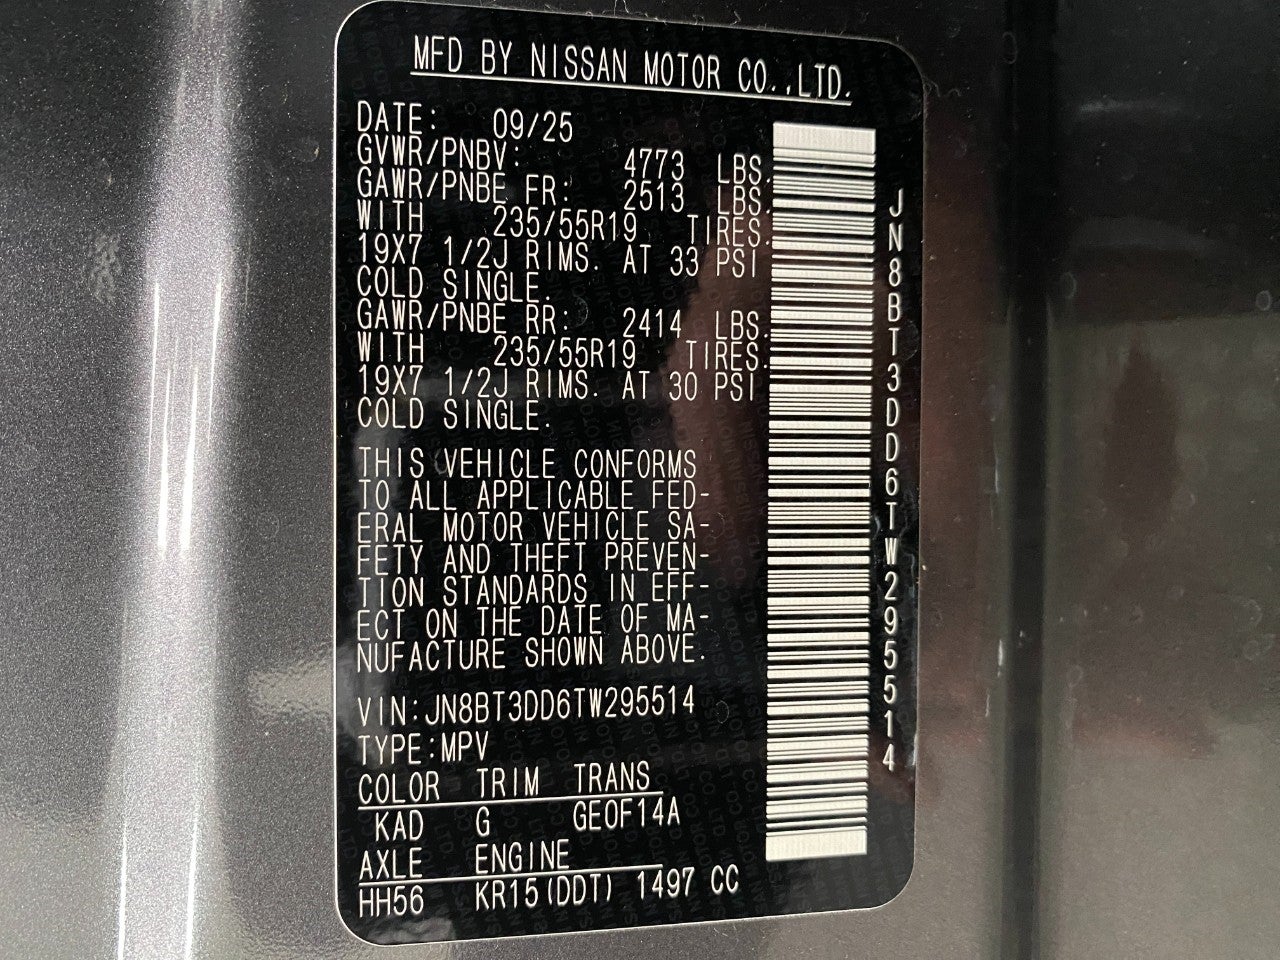 MFD BY NISSAN MOTOR CO.,LTD.
DATE: 09/25
GVWR/PNBV: 4773 LBS.
GAWR/PNBE FR: 2513 LBS.
WITH 235/55R19 TIRES.
19X7 1/2J RIMS. AT 33 PSI
COLD SINGLE.
GAWR/PNBE RR: 2414 LBS.
WITH 235/55R19 TIRES.
19X7 1/2J RIMS. AT 30 PSI
COLD SINGLE.
THIS VEHICLE CONFORMS
TO ALL APPLICABLE FED-
ERAL MOTOR VEHICLE SA-
FETY AND THEFT PREVEN-
TION STANDARDS IN EFF-
ECT ON THE DATE OF MA-
NUFACTURE SHOWN ABOVE.
VIN:JN8BT3DD6TW295514
TYPE:MPV
COLOR TRIM TRANS
KAD G GEOF14A
AXLE ENGINE
HH56 KR15(DDT) 1497 CC
JN8BT3DD6TW295514